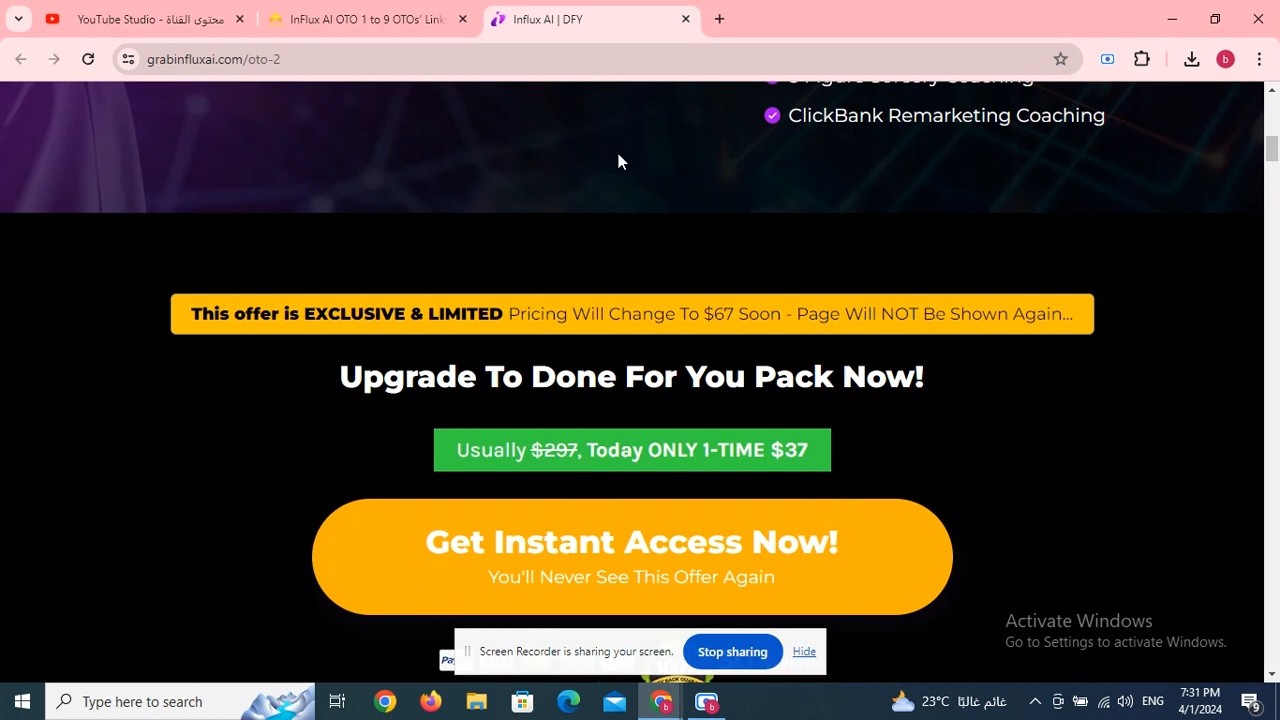 YouTube Studio - محتوى القناة
InFlux AI OTO 1 to 9 OTOs' Link
Influx AI | DFY
grabinfluxai.com/oto-2
b
ClickBank Remarketing Coaching
This offer is EXCLUSIVE & LIMITED Pricing Will Change To $67 Soon - Page Will NOT Be Shown Again...
Upgrade To Done For You Pack Now!
Usually $297, Today ONLY 1-TIME $37
Get Instant Access Now!
You'll Never See This Offer Again
Activate Windows
Go to Settings to activate Windows.
Screen Recorder is sharing your screen.
Stop sharing
Hide
Type here to search
23°C غائم غالبًا
ENG
7:31 PM
4/1/2024